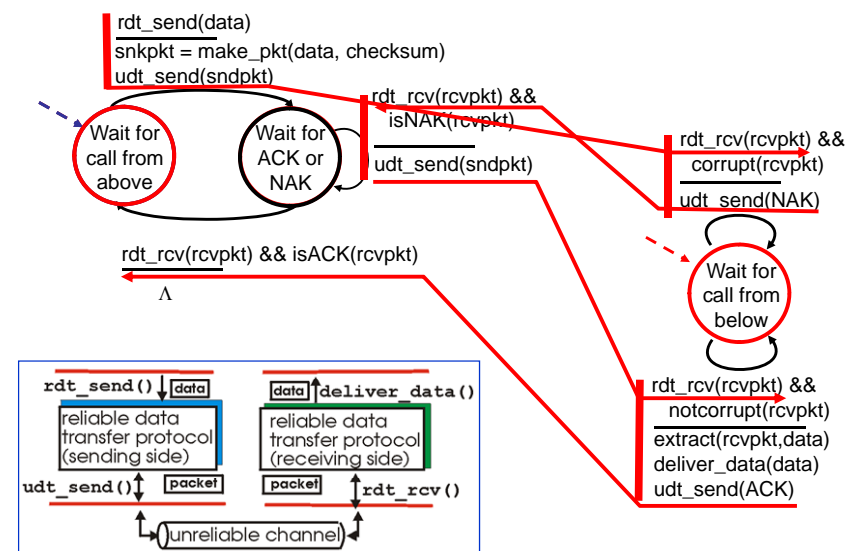 rdt_send(data)
snkpkt = make_pkt(data, checksum)
udt_send(sndpkt)
Wait for
call from
above
Wait for
ACK or
NAK
rdt_rcv(rcvpkt) &&
isNAK(rcvpkt)
udt_send(sndpkt)
rdt_rcv(rcvpkt) && isACK(rcvpkt)
Λ
rdt_rcv(rcvpkt) &&
corrupt(rcvpkt)
udt_send(NAK)
Wait for
call from
below
rdt_rcv(rcvpkt) &&
notcorrupt(rcvpkt)
extract(rcvpkt,data)
deliver_data(data)
udt_send(ACK)
rdt_send()
data
reliable data
transfer protocol
(sending side)
udt_send()
packet
data
deliver_data()
reliable data
transfer protocol
(receiving side)
packet
rdt_rcv()
unreliable channel